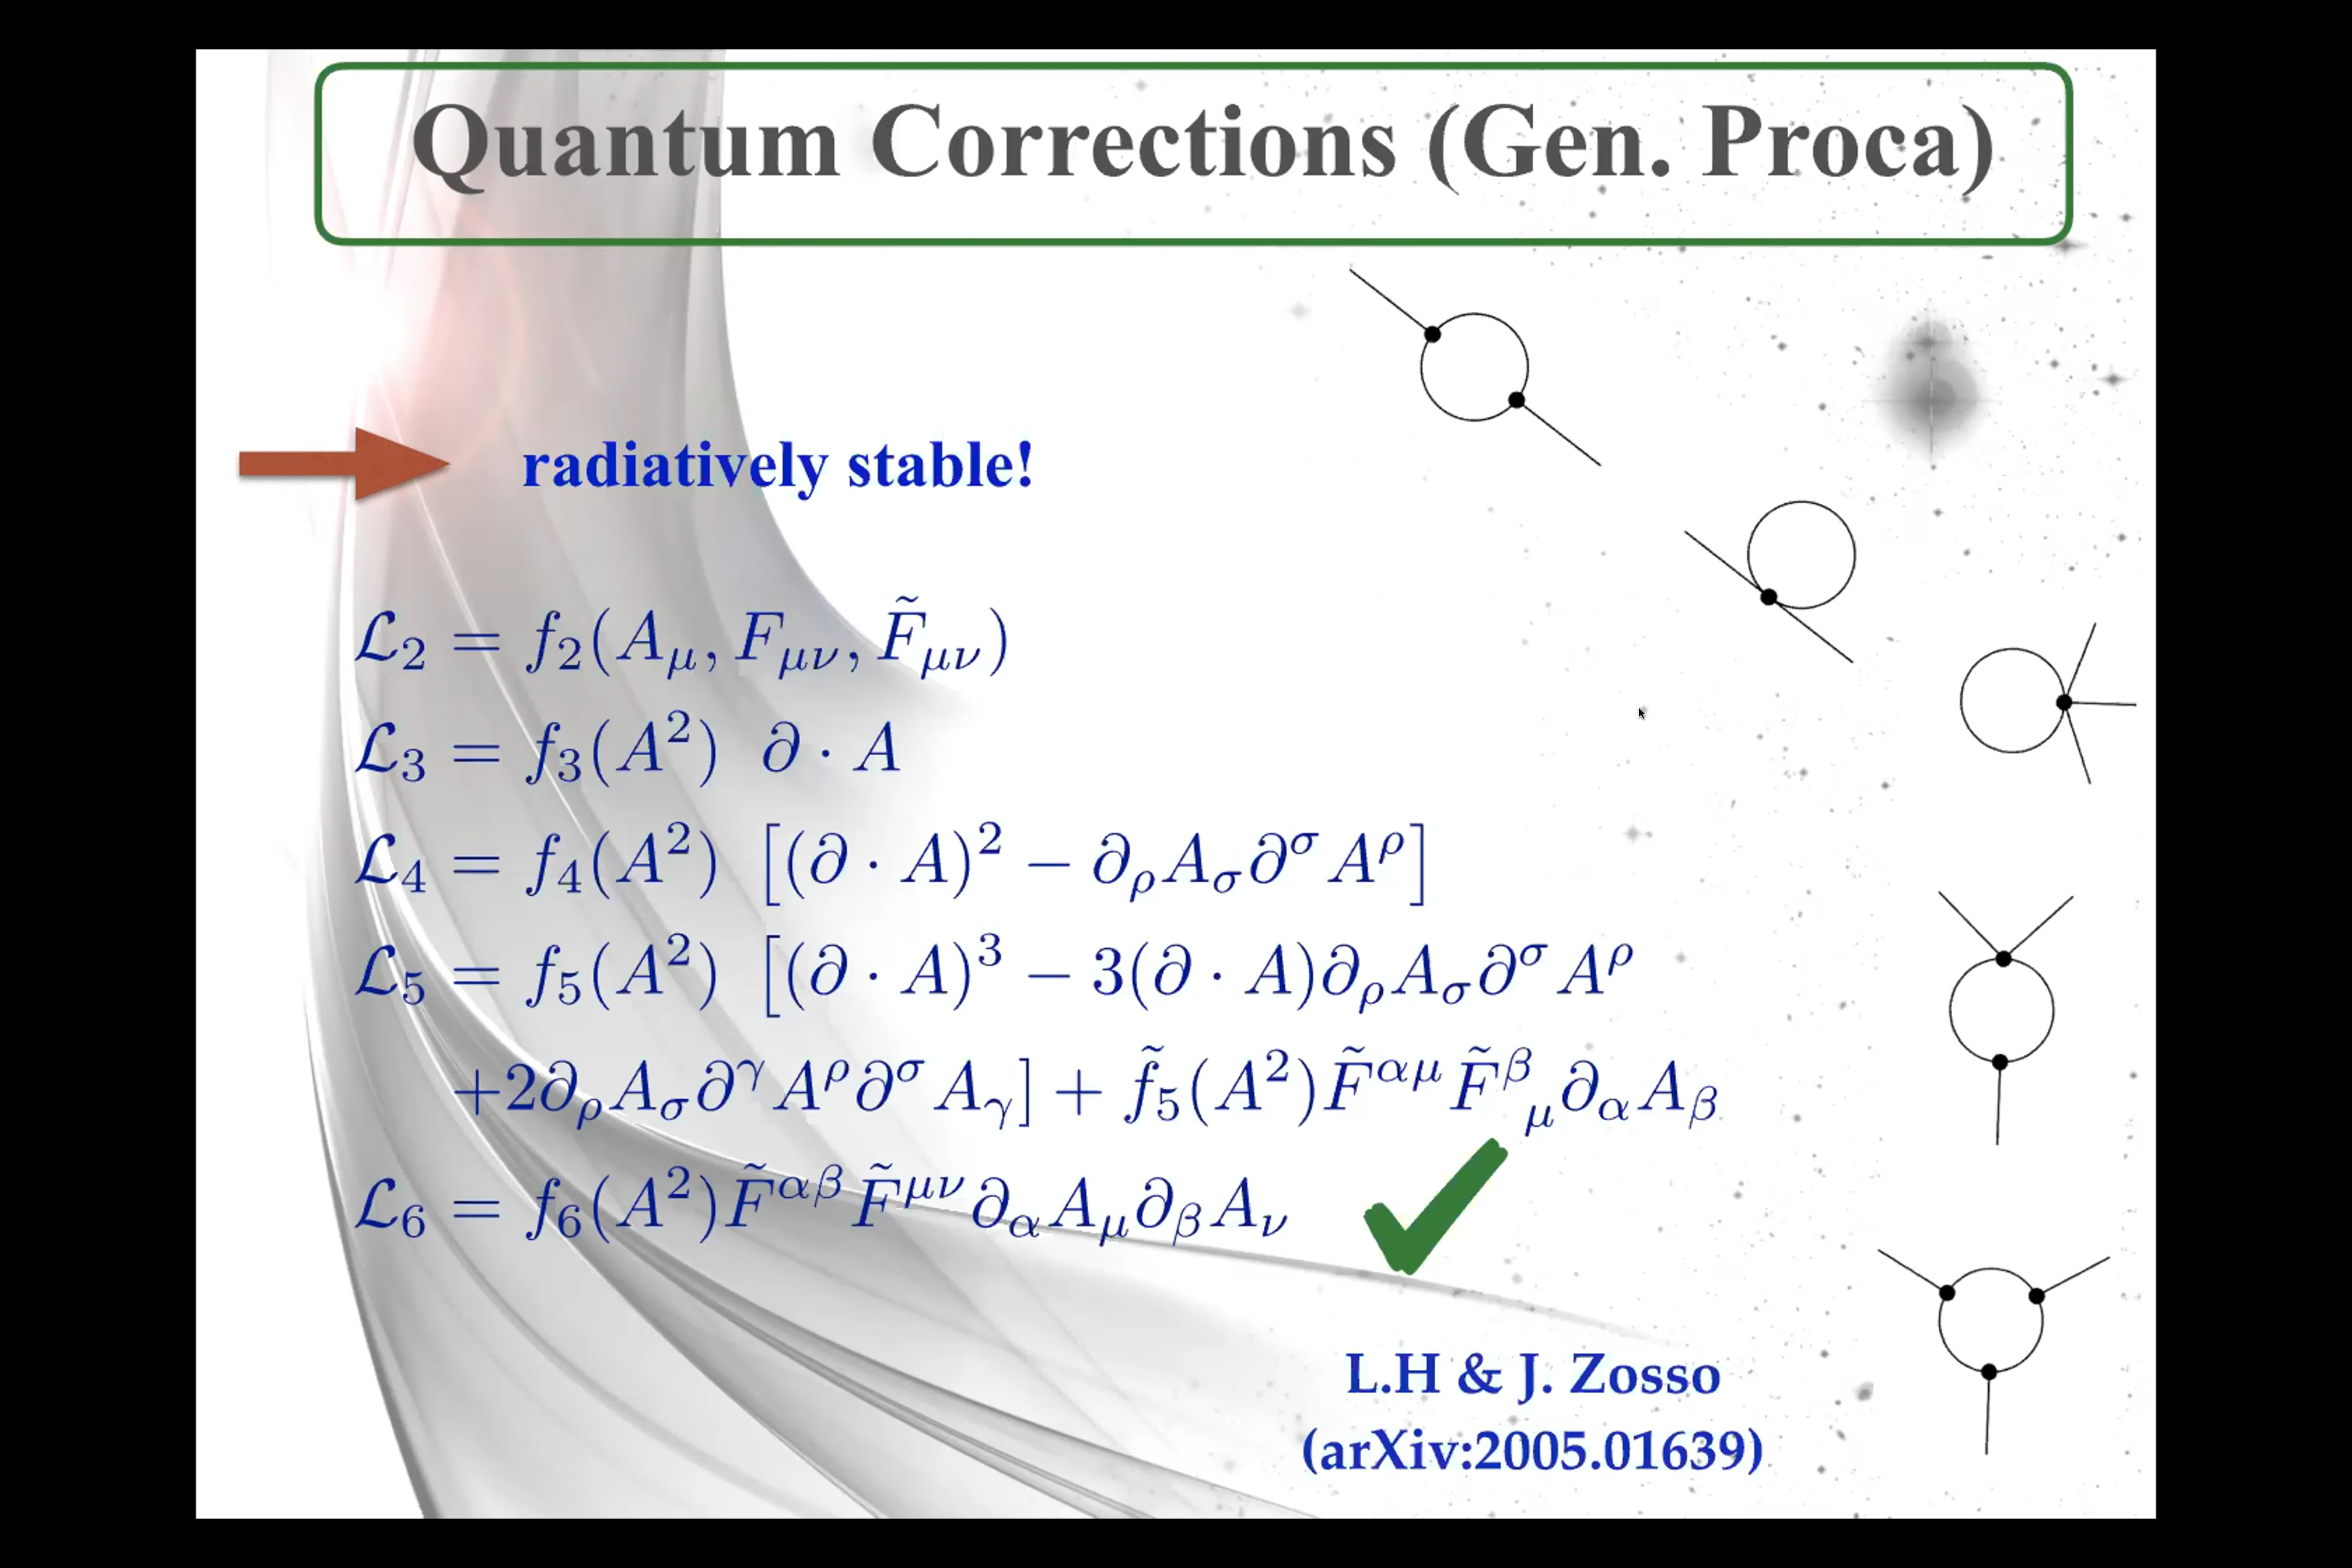 Quantum Corrections (Gen. Proca)
radiatively stable!
ℒ₂ = f₂(A_μ, F_μν, F̃_μν)
ℒ₃ = f₃(A²) ∂ · A
ℒ₄ = f₄(A²) [(∂ · A)² − ∂_ρ A_σ ∂^σ A^ρ]
ℒ₅ = f₅(A²) [(∂ · A)³ − 3(∂ · A)∂_ρ A_σ ∂^σ A^ρ
+2∂_ρ A_σ ∂^γ A^ρ ∂^σ A_γ] + f̃₅(A²)F̃^αμ F̃^β_μ ∂_α A_β
ℒ₆ = f₆(A²)F̃^αβ F̃^μν ∂_α A_μ ∂_β A_ν
L.H & J. Zosso
(arXiv:2005.01639)